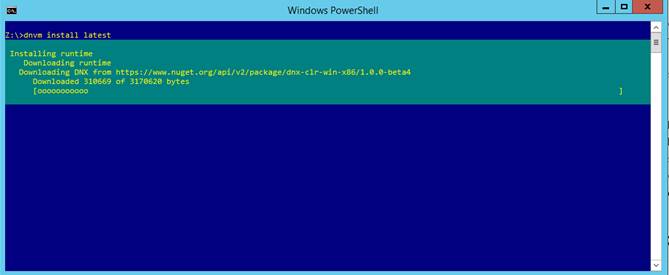 Windows PowerShell
Z:\>dnvm install latest
Installing runtime
Downloading runtime
Downloading DNX from https://www.nuget.org/api/v2/package/dnx-clr-win-x86/1.0.0-beta4
Downloaded 310669 of 3170620 bytes
[ooooooooooo ]